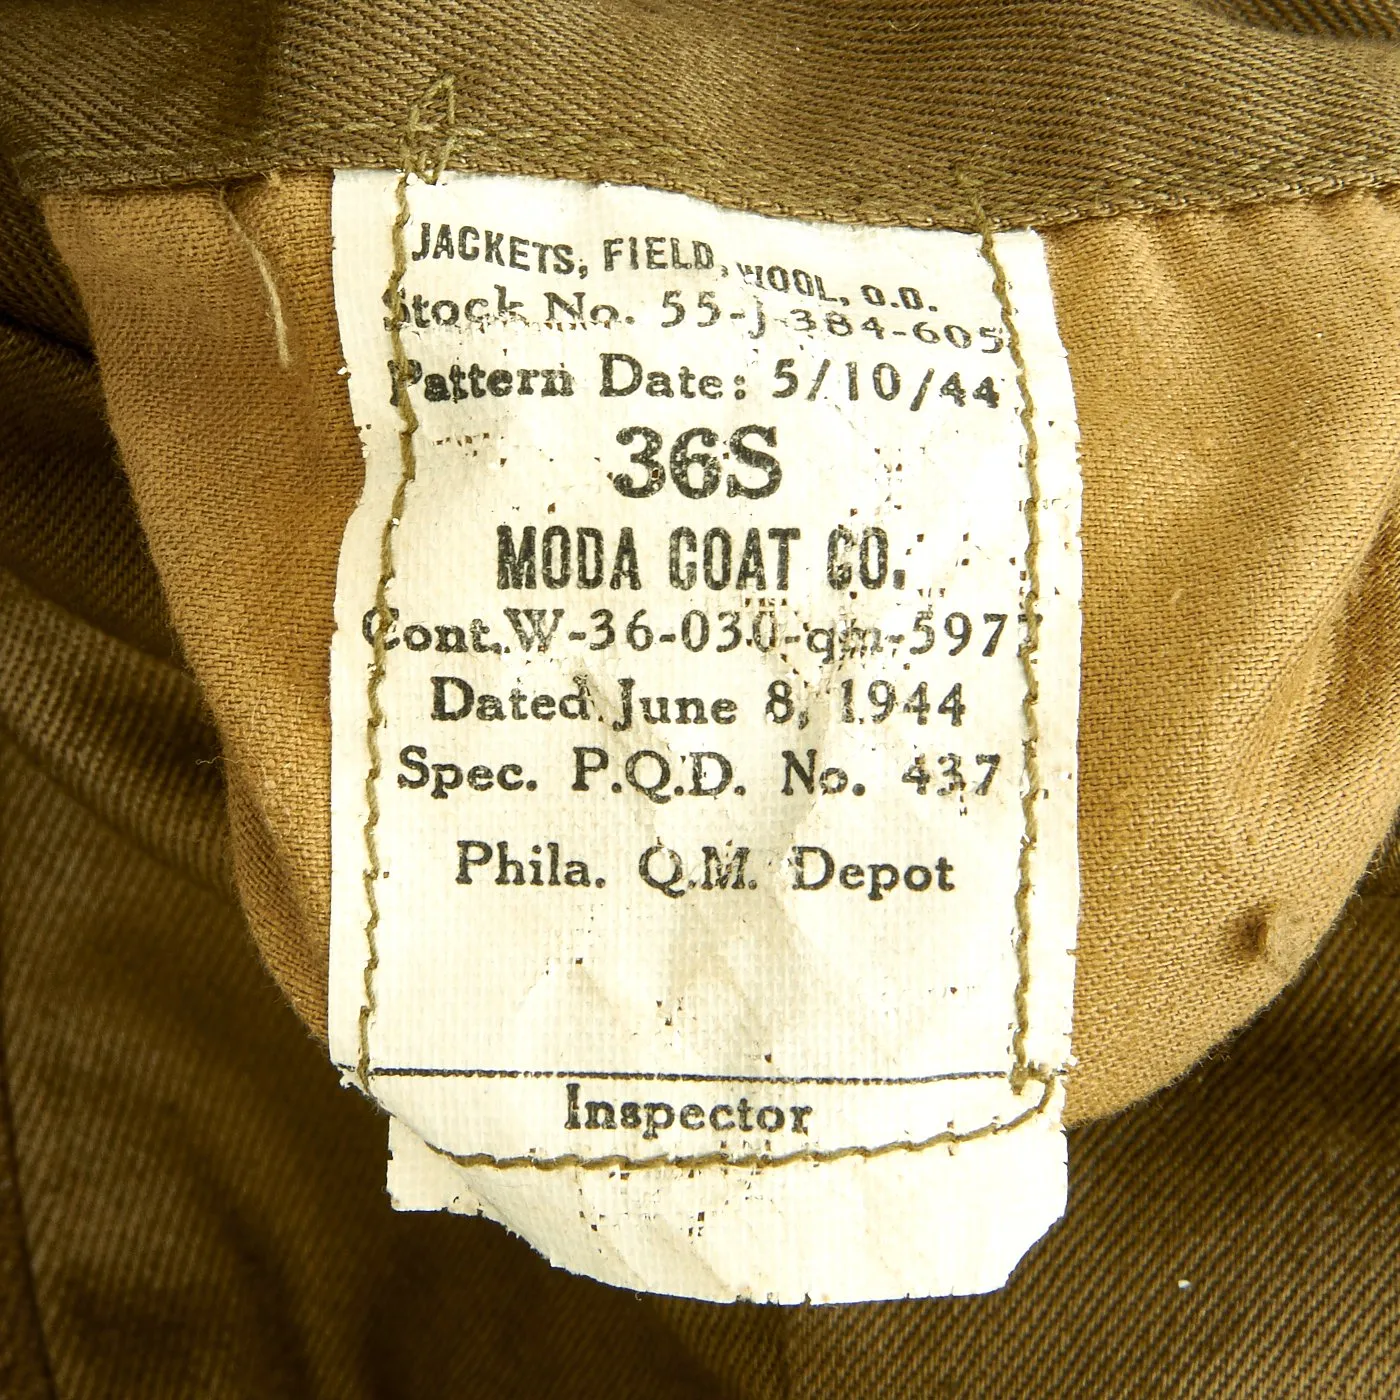 JACKETS, FIELD, WOOL, O.D.
Stock No. 55-J-384-605
Pattern Date: 5/10/44
36S
MODA COAT CO.
Cont.W-36-030-qm-5977
Dated June 8, 1944
Spec. P.Q.D. No. 437
Phila. Q.M. Depot
Inspector